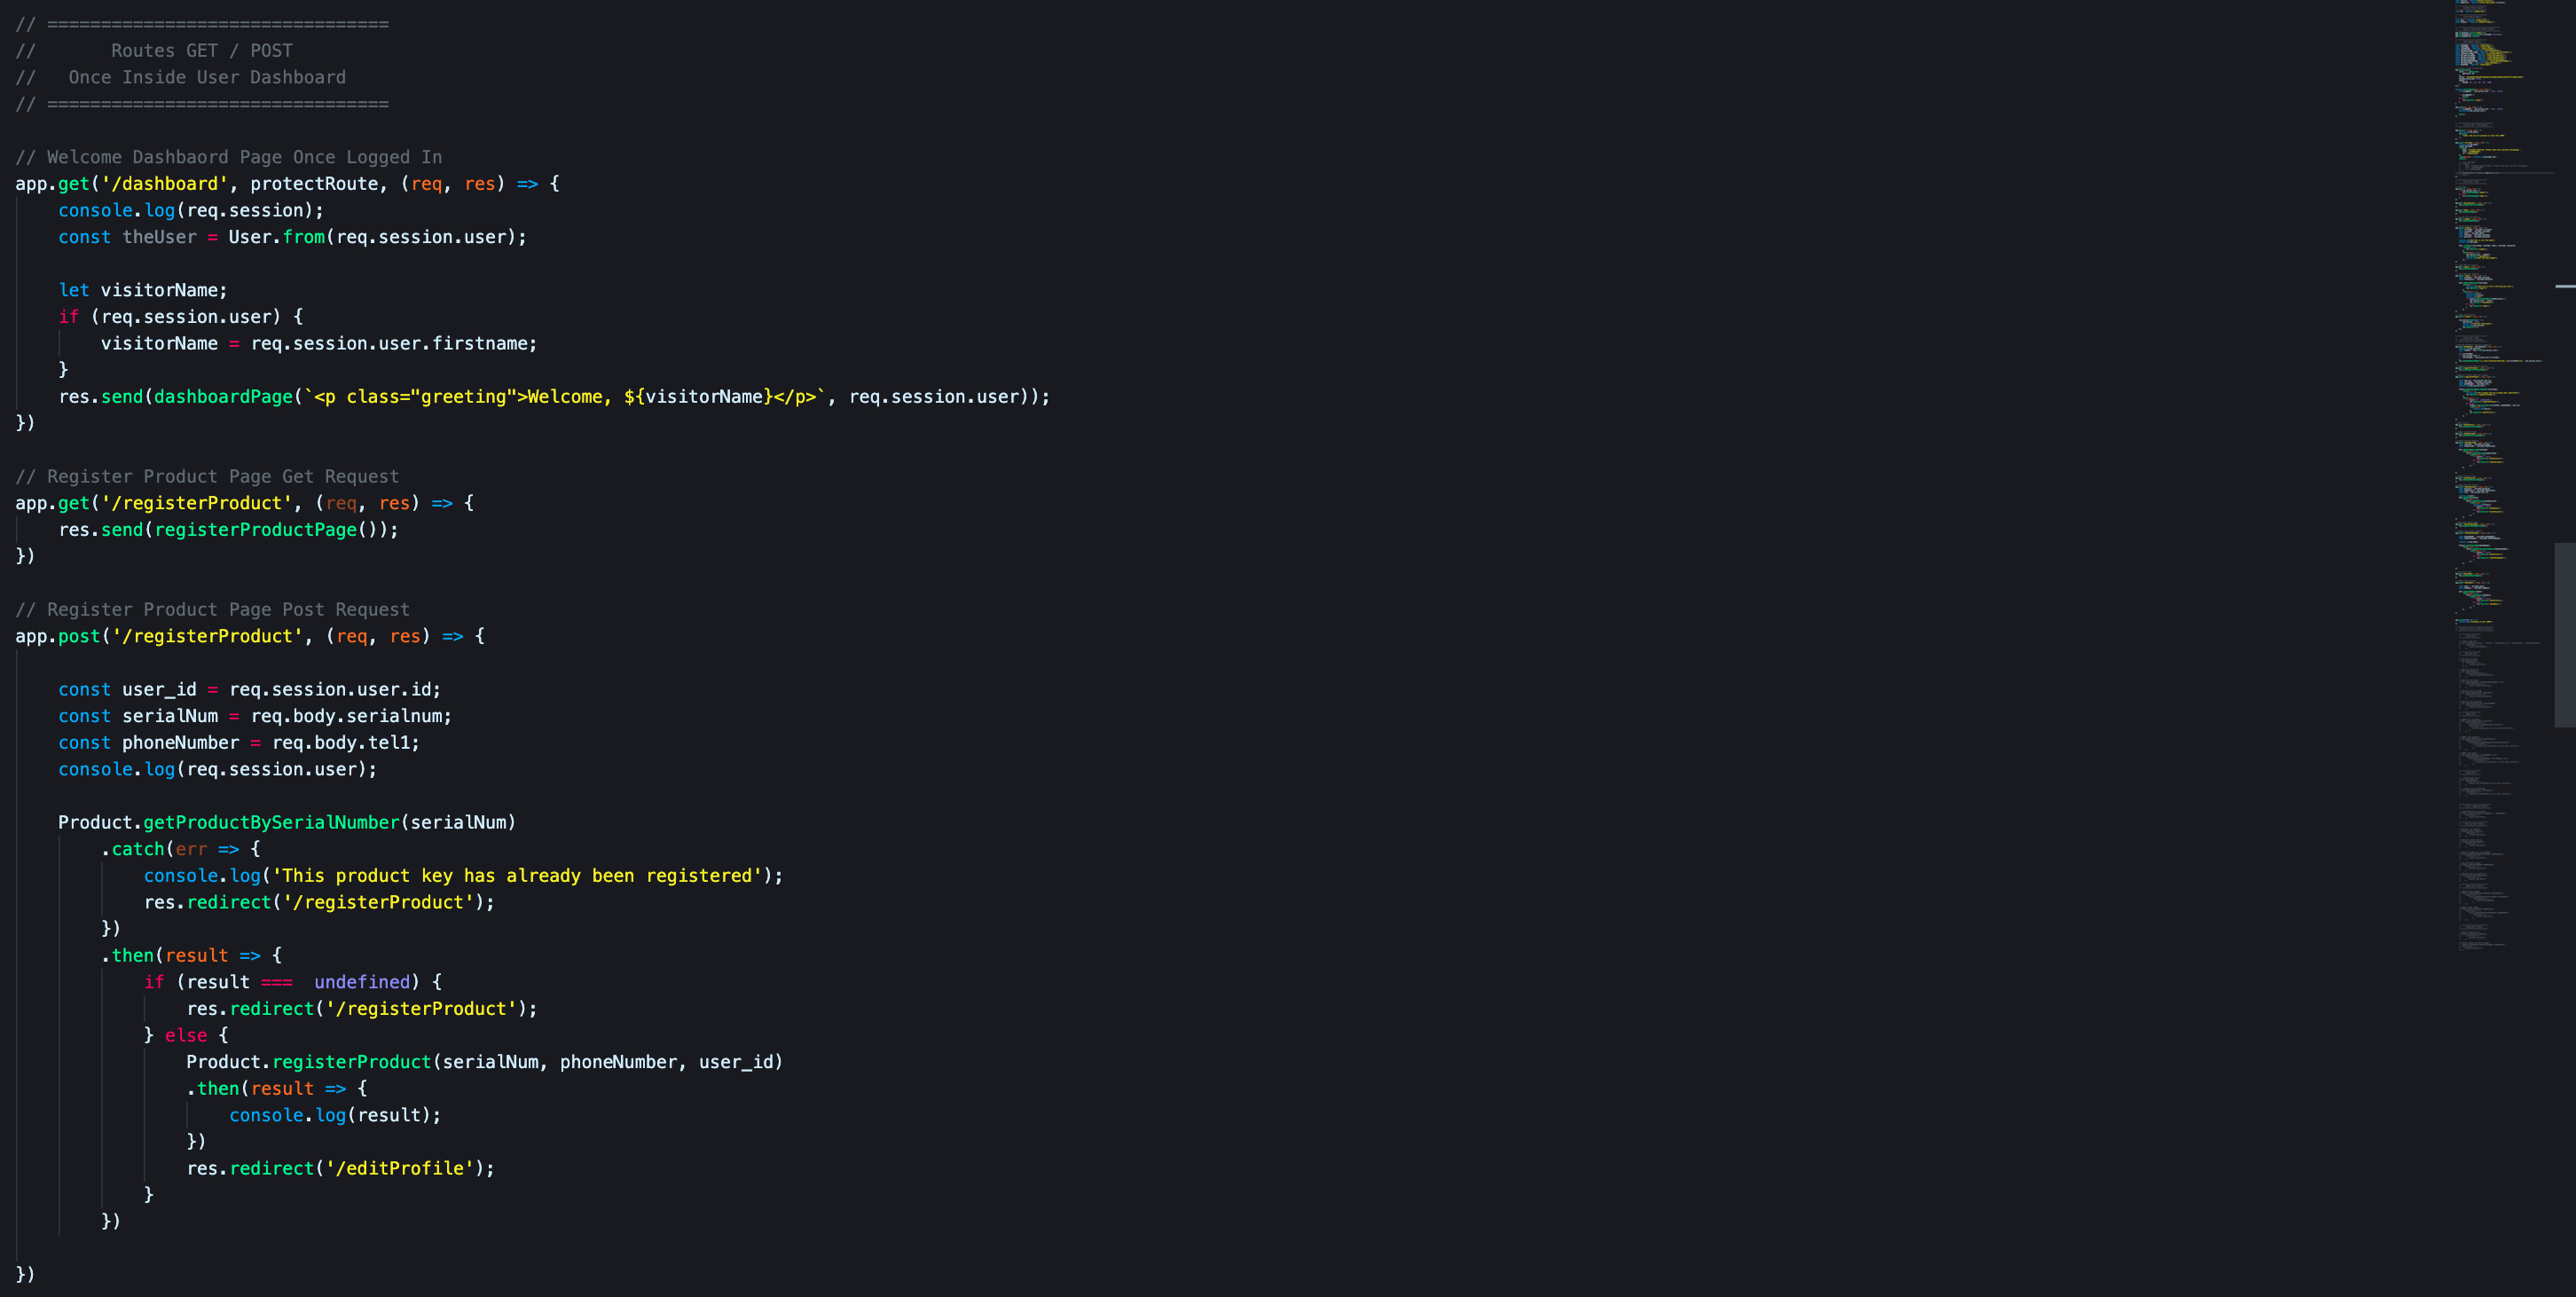 // ================================
//       Routes GET / POST
//   Once Inside User Dashboard
// ================================

// Welcome Dashbaord Page Once Logged In
app.get('/dashboard', protectRoute, (req, res) => {
    console.log(req.session);
    const theUser = User.from(req.session.user);

    let visitorName;
    if (req.session.user) {
        visitorName = req.session.user.firstname;
    }
    res.send(dashboardPage(`<p class="greeting">Welcome, ${visitorName}</p>`, req.session.user));
})

// Register Product Page Get Request
app.get('/registerProduct', (req, res) => {
    res.send(registerProductPage());
})

// Register Product Page Post Request
app.post('/registerProduct', (req, res) => {

    const user_id = req.session.user.id;
    const serialNum = req.body.serialnum;
    const phoneNumber = req.body.tel1;
    console.log(req.session.user);

    Product.getProductBySerialNumber(serialNum)
        .catch(err => {
            console.log('This product key has already been registered');
            res.redirect('/registerProduct');
        })
        .then(result => {
            if (result ===  undefined) {
                res.redirect('/registerProduct');
            } else {
                Product.registerProduct(serialNum, phoneNumber, user_id)
                .then(result => {
                    console.log(result);
                })
                res.redirect('/editProfile');
            }
        })

})